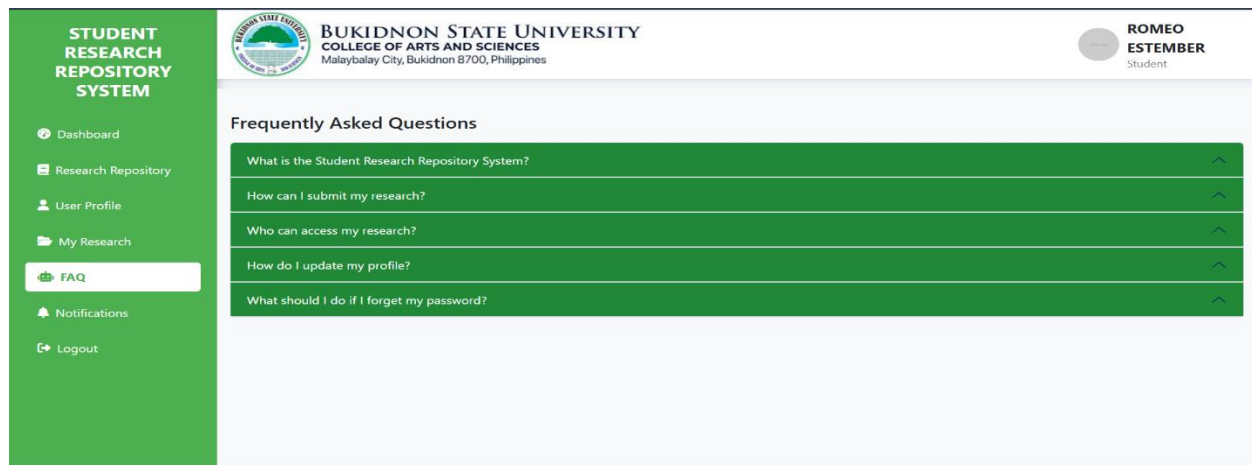 STUDENT
RESEARCH
REPOSITORY
SYSTEM
Dashboard
Research Repository
User Profile
My Research
FAQ
Notifications
Logout
BUKIDNON STATE UNIVERSITY
COLLEGE OF ARTS AND SCIENCES
Malaybalay City, Bukidnon 8700, Philippines
ROMEO
ESTEMBER
Student
Frequently Asked Questions
What is the Student Research Repository System?
How can I submit my research?
Who can access my research?
How do I update my profile?
What should I do if I forget my password?